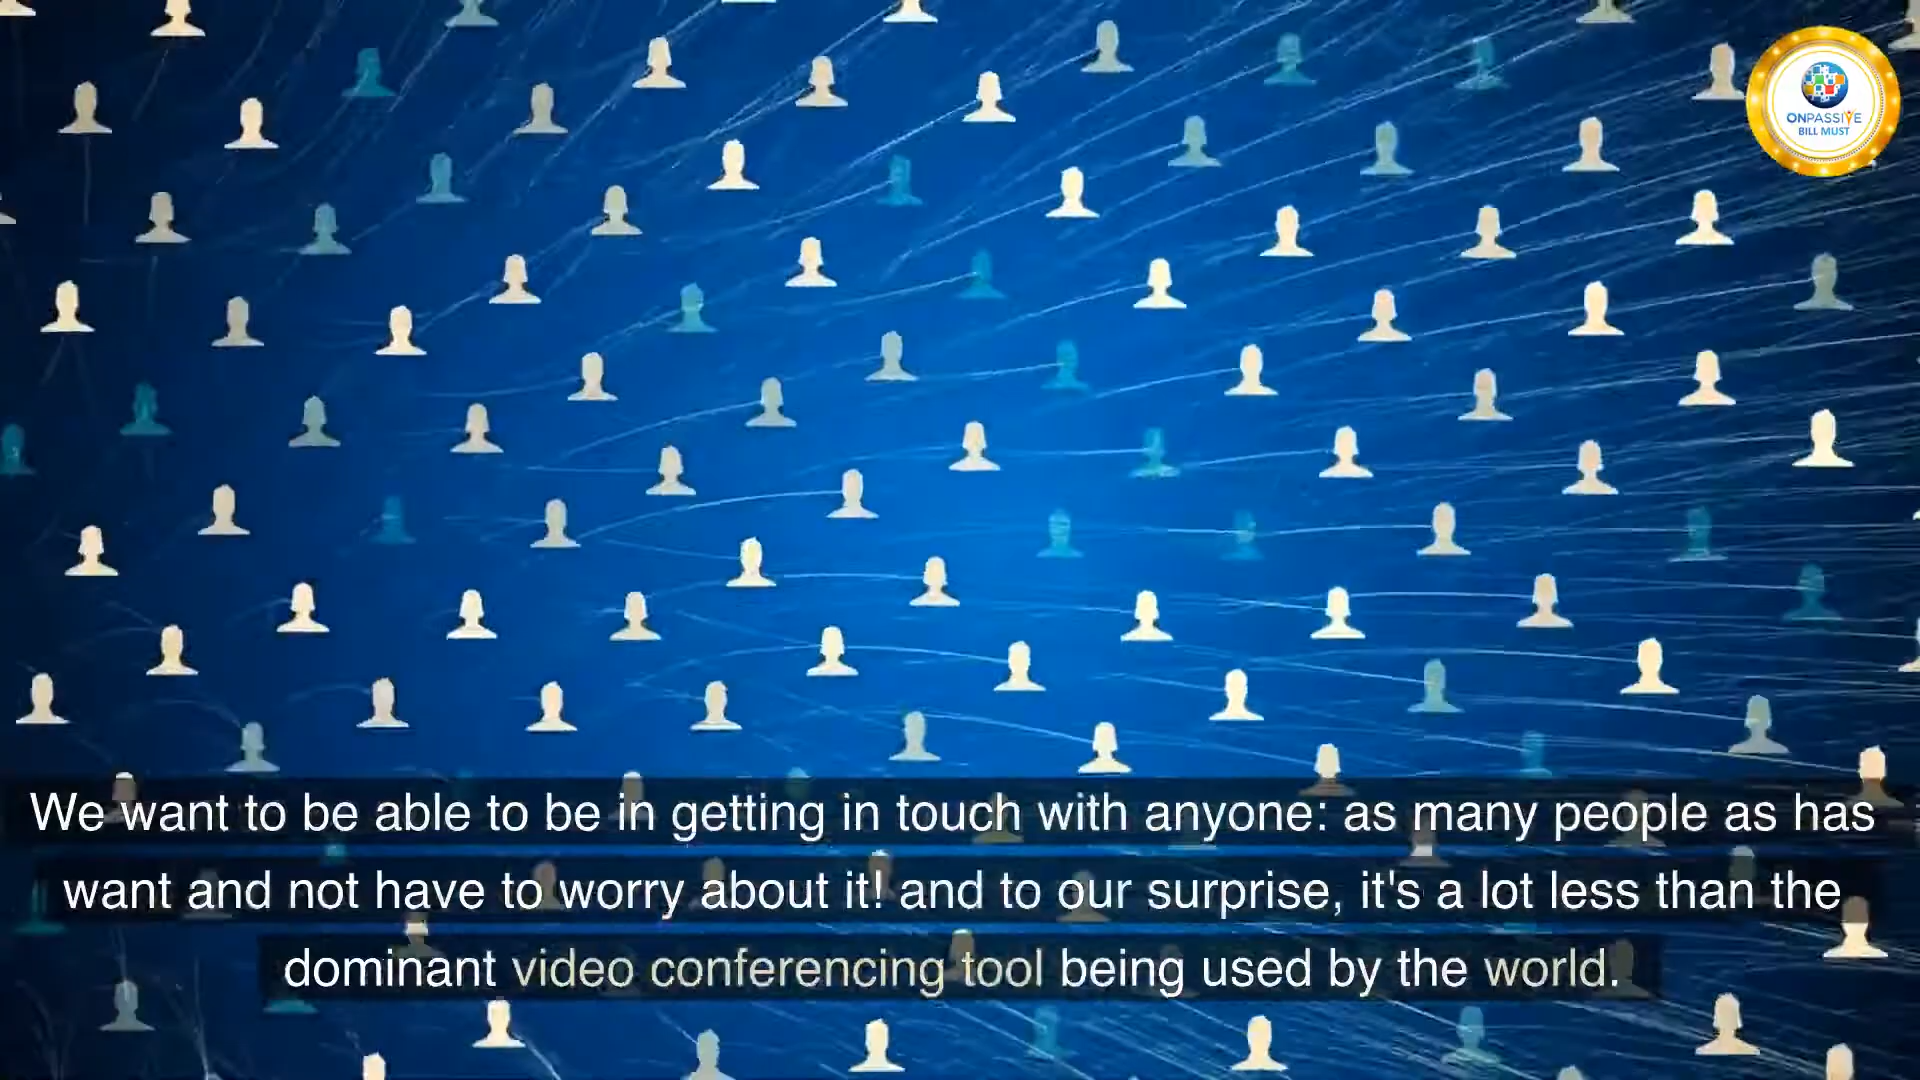 ONPASSIVE
BILL MUST
We want to be able to be in getting in touch with anyone: as many people as has
want and not have to worry about it! and to our surprise, it's a lot less than the
dominant video conferencing tool being used by the world.